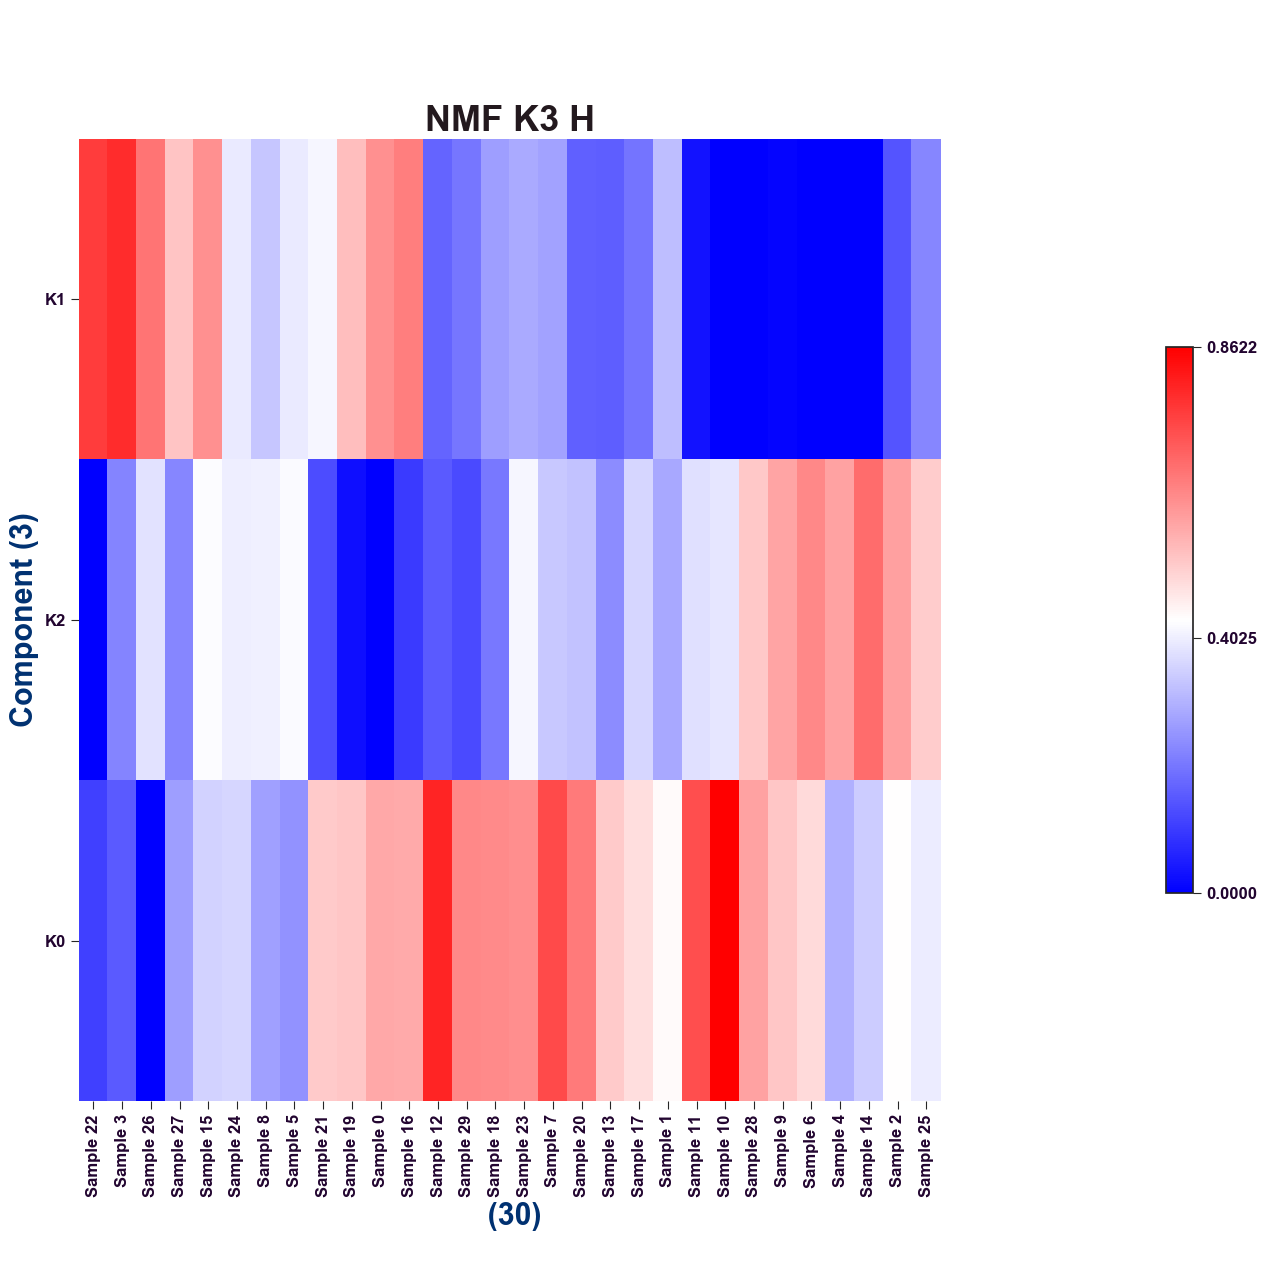 NMF K3 H
K1
K2
K0
Component (3)
0.8622
0.4025
0.0000
Sample 22
Sample 3
Sample 26
Sample 27
Sample 15
Sample 24
Sample 8
Sample 5
Sample 21
Sample 19
Sample 0
Sample 16
Sample 12
Sample 29
Sample 18
Sample 23
Sample 7
Sample 20
Sample 13
Sample 17
Sample 1
Sample 11
Sample 10
Sample 28
Sample 9
Sample 6
Sample 4
Sample 14
Sample 2
Sample 25
(30)